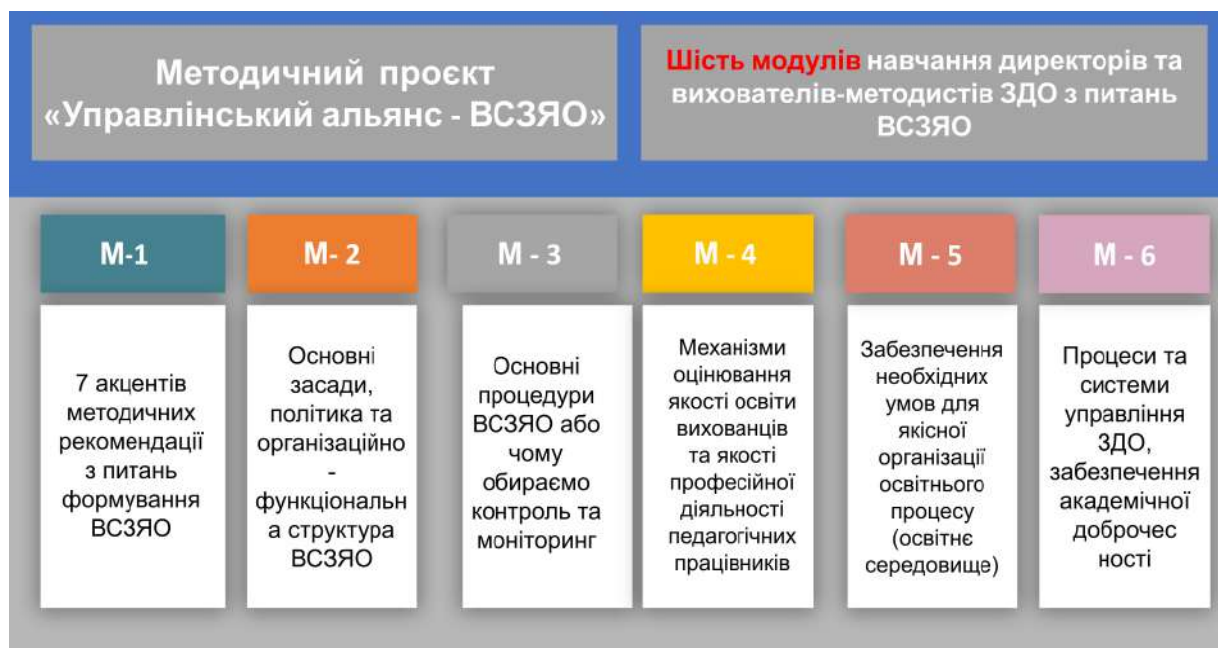 Методичний проєкт
«Управлінський альянс - ВСЗЯО»
Шість модулів навчання директорів та
вихователів-методистів ЗДО з питань
ВСЗЯО
М-1
7 акцентів
методичних
рекомендації
з питань
формування
ВСЗЯО
М- 2
Основні
засади,
політика та
організаційно
-
функціональн
а структура
ВСЗЯО
М - 3
Основні
процедури
ВСЗЯО або
чому
обираємо
контроль та
моніторинг
М - 4
Механізми
оцінювання
якості освіти
вихованців
та якості
професійної
діяльності
педагогічних
працівників
М - 5
Забезпечення
необхідних
умов для
якісної
організації
освітнього
процесу
(освітнє
середовище)
М - 6
Процеси та
системи
управління
ЗДО,
забезпечення
академічної
доброчес
ності